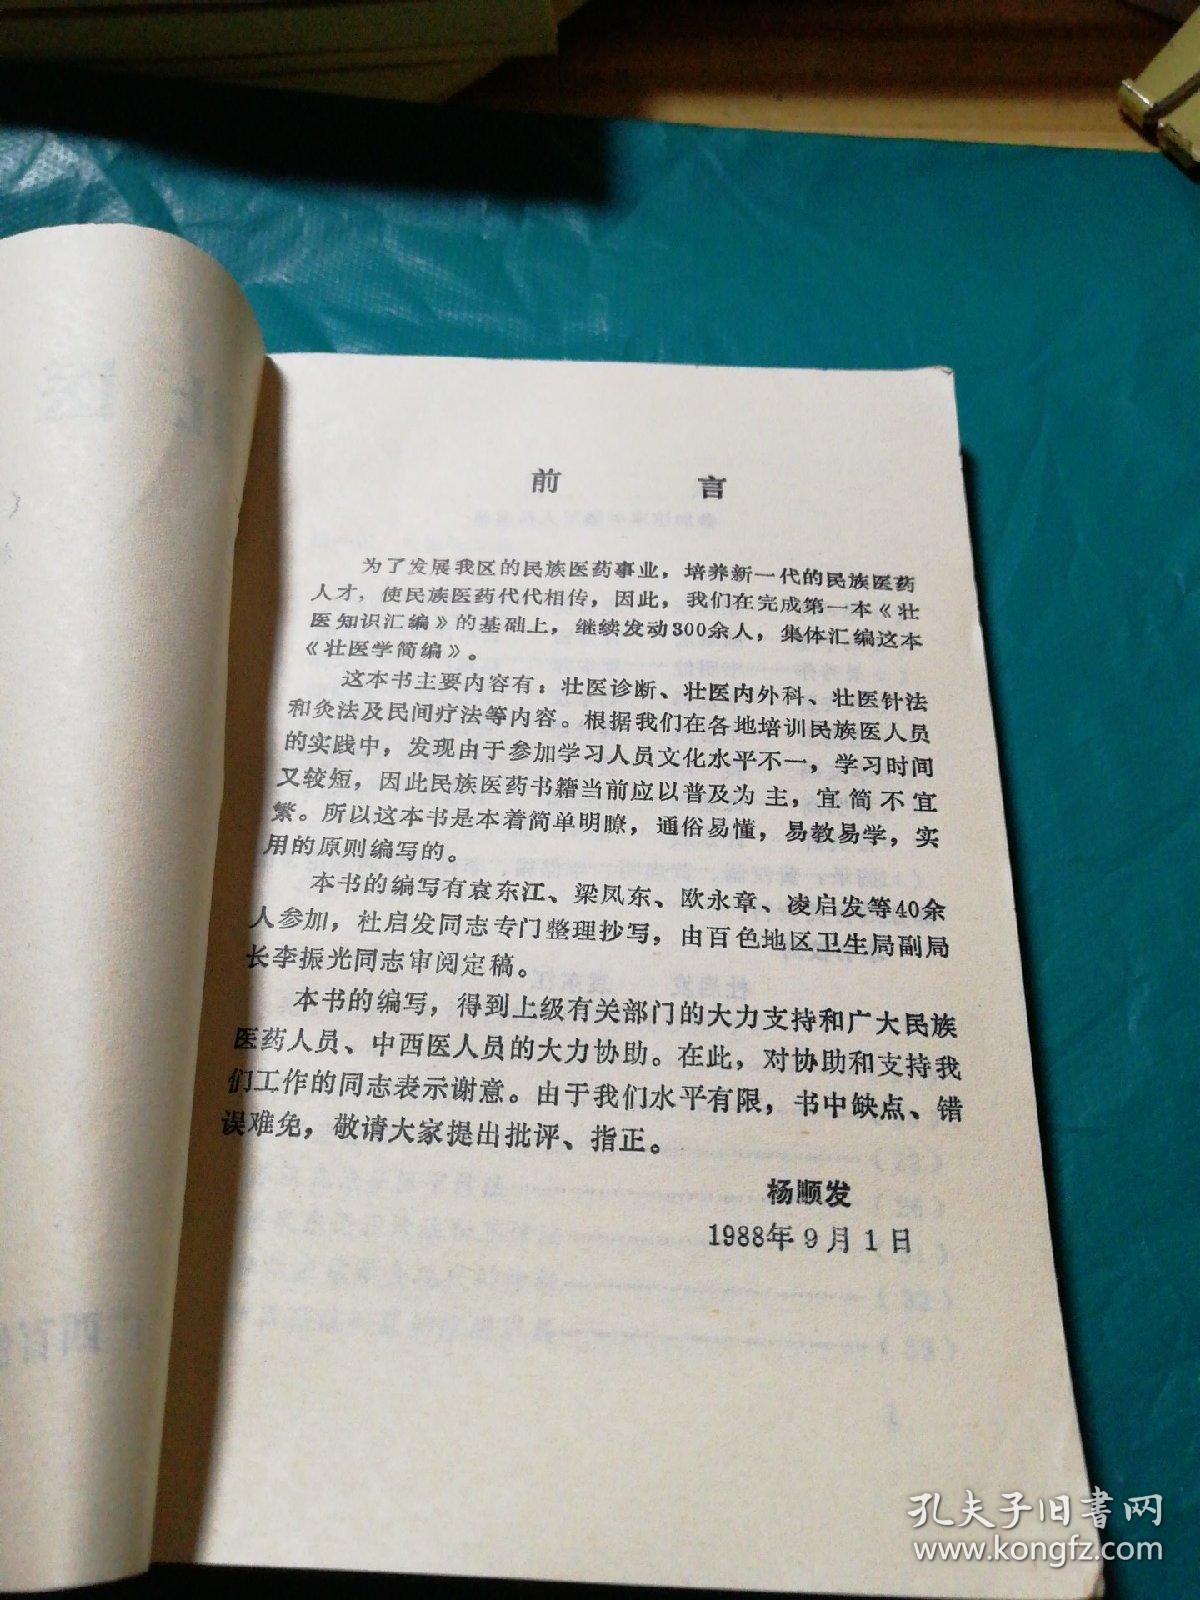 前言
为了发展我区的民族医药事业，培养新一代的民族医药
人才，使民族医药代代相传，因此，我们在完成第一本《壮
医知识汇编》的基础上，继续发动300余人，集体汇编这本
《壮医学简编》。
这本书主要内容有：壮医诊断、壮医内外科、壮医针法
和灸法及民间疗法等内容。根据我们在各地培训民族医人员
的实践中，发现由于参加学习人员文化水平不一，学习时间
又较短，因此民族医药书籍当前应以普及为主，宜简不宜
繁。所以这本书是本着简单明瞭，通俗易懂，易教易学，实
用的原则编写的。
本书的编写有袁东江、梁凤东、欧永章、凌启发等40余
人参加，杜启发同志专门整理抄写，由百色地区卫生局副局
长李振光同志审阅定稿。
本书的编写，得到上级有关部门的大力支持和广大民族
医药人员、中西医人员的大力协助。在此，对协助和支持我
们工作的同志表示谢意。由于我们水平有限，书中缺点、错
误难免，敬请大家提出批评、指正。
杨顺发
1988年9月1日
孔夫子旧書网
www.kongfz.com